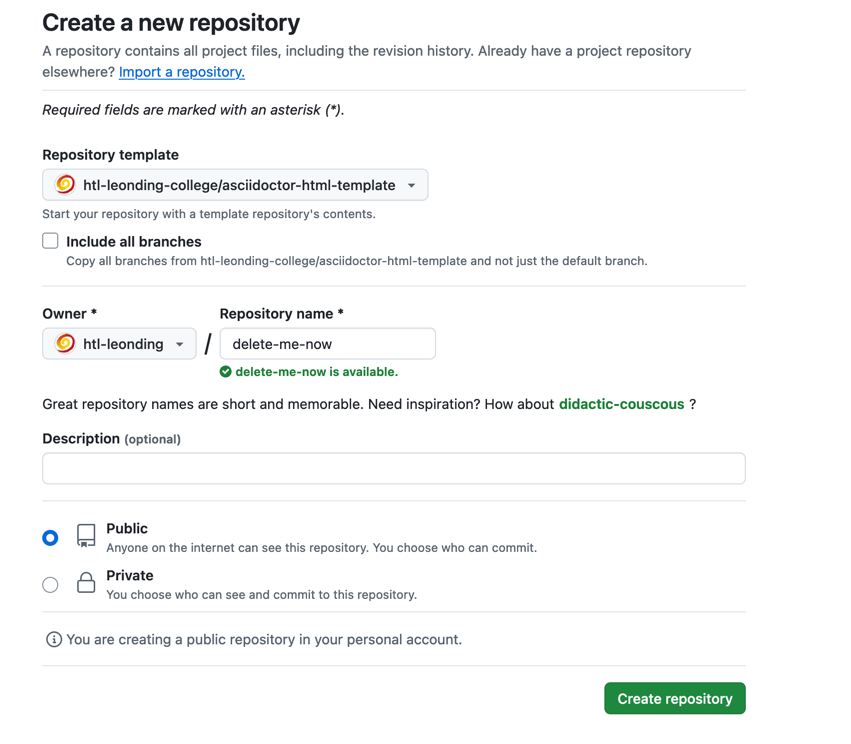 Create a new repository
A repository contains all project files, including the revision history. Already have a project repository
elsewhere? Import a repository.
Required fields are marked with an asterisk (*).
Repository template
htl-leonding-college/asciidoctor-html-template
Start your repository with a template repository's contents.
Include all branches
Copy all branches from htl-leonding-college/asciidoctor-html-template and not just the default branch.
Owner * Repository name *
htl-leonding / delete-me-now
delete-me-now is available.
Great repository names are short and memorable. Need inspiration? How about didactic-couscous ?
Description (optional)
Public
Anyone on the internet can see this repository. You choose who can commit.
Private
You choose who can see and commit to this repository.
You are creating a public repository in your personal account.
Create repository